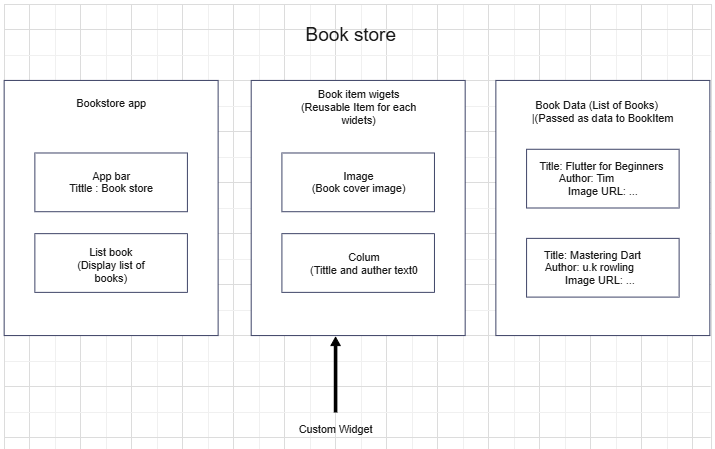 Book store
Bookstore app
App bar
Tittle : Book store
List book
(Display list of
books)
Book item wigets
(Reusable Item for each
widets)
Image
(Book cover image)
Colum
(Tittle and auther text0
Book Data (List of Books)
|(Passed as data to BookItem
Title: Flutter for Beginners
Author: Tim
Image URL: ...
Title: Mastering Dart
Author: u.k rowling
Image URL: ...
Custom Widget